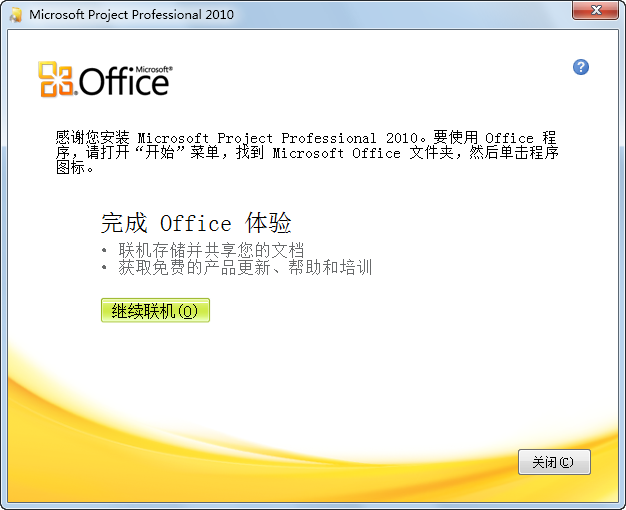 Microsoft Project Professional 2010
Microsoft®
Office
感谢您安装 Microsoft Project Professional 2010。要使用 Office 程
序，请打开“开始”菜单，找到 Microsoft Office 文件夹，然后单击程序
图标。
完成 Office 体验
• 联机存储并共享您的文档
• 获取免费的产品更新、帮助和培训
继续联机(O)
关闭(C)